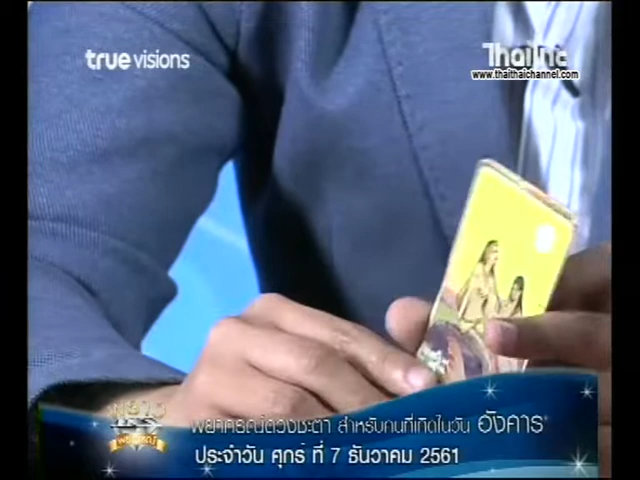 true visions
ThaiThai
www.thaithaichannel.com
พยากรณ์ดวงชะตา สำหรับคนที่เกิดในวัน อังคาร
ประจำวัน ศุกร์ ที่ 7 ธันวาคม 2561